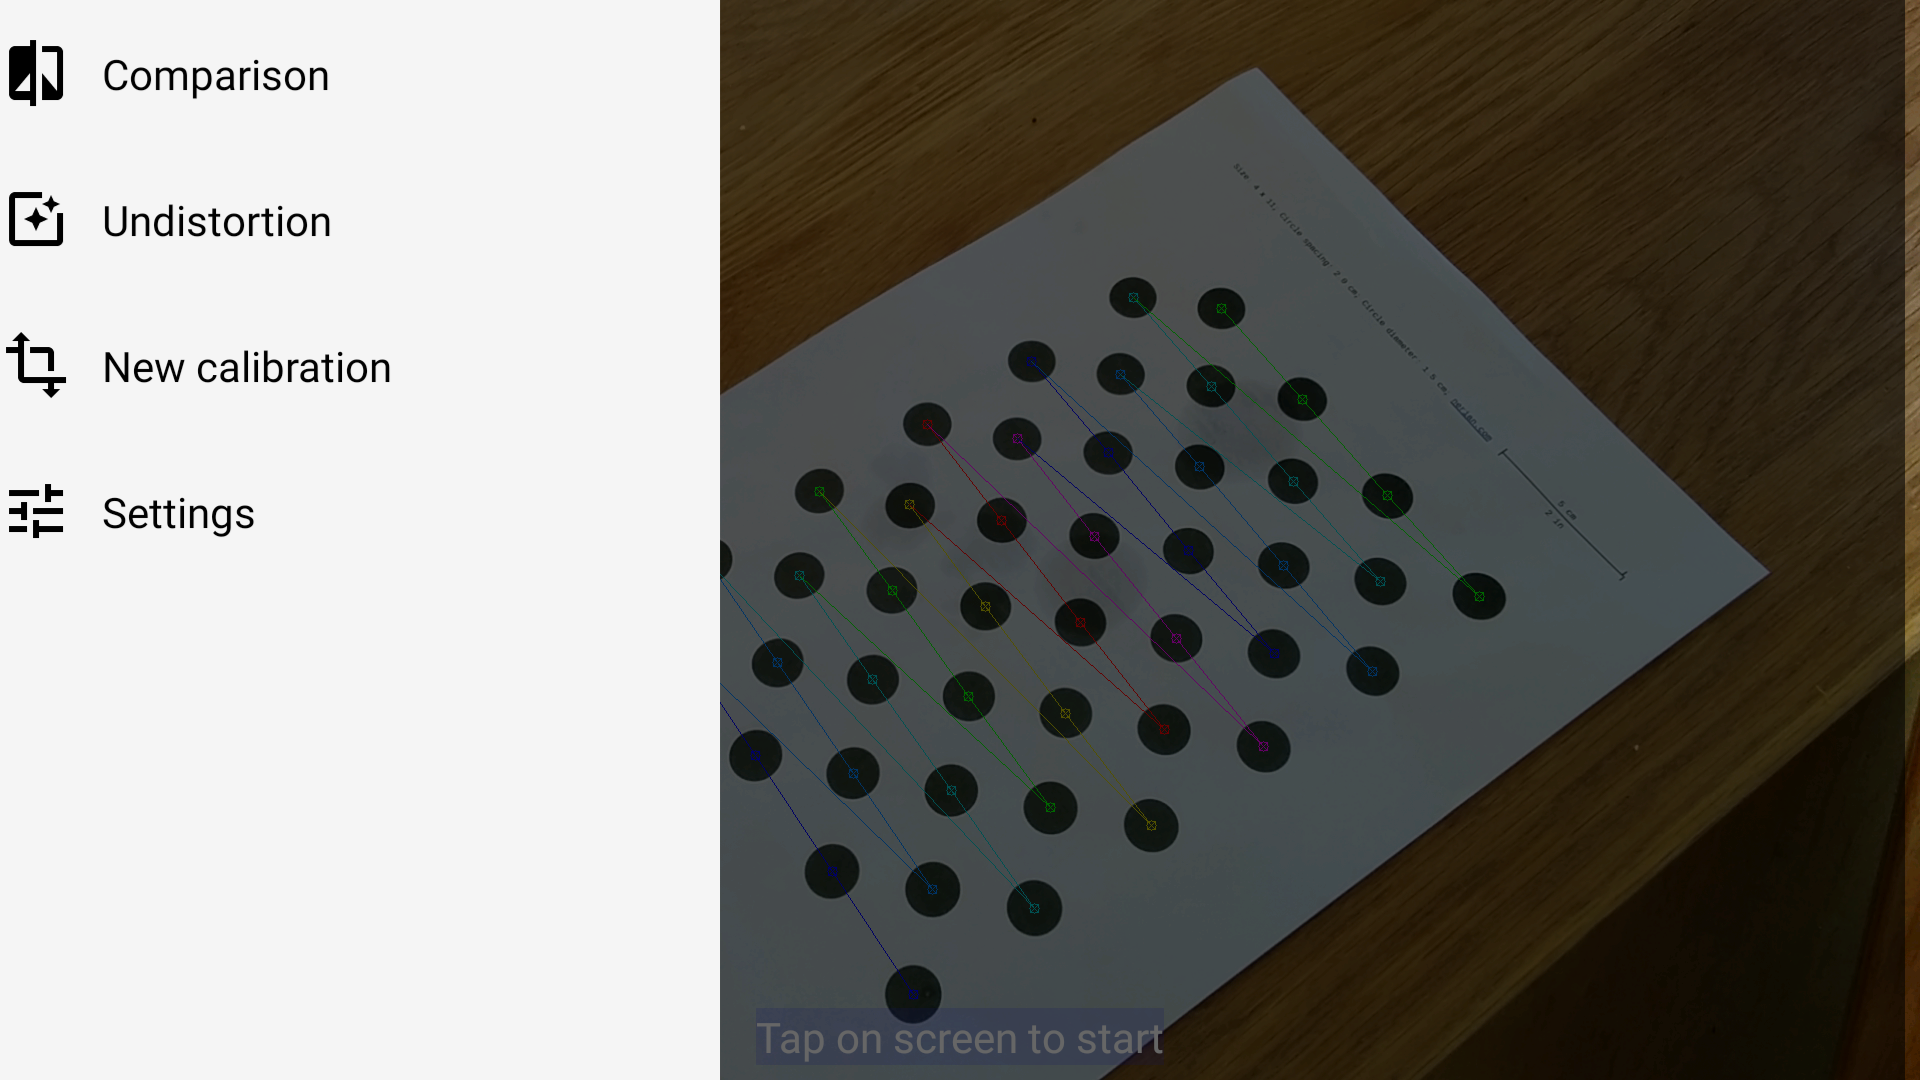 Comparison
Undistortion
New calibration
Settings
Size: 4 x 11, Circle spacing: 2.0 cm, Circle diameter: 1.5 cm,
5 cm
2 in
Tap on screen to start